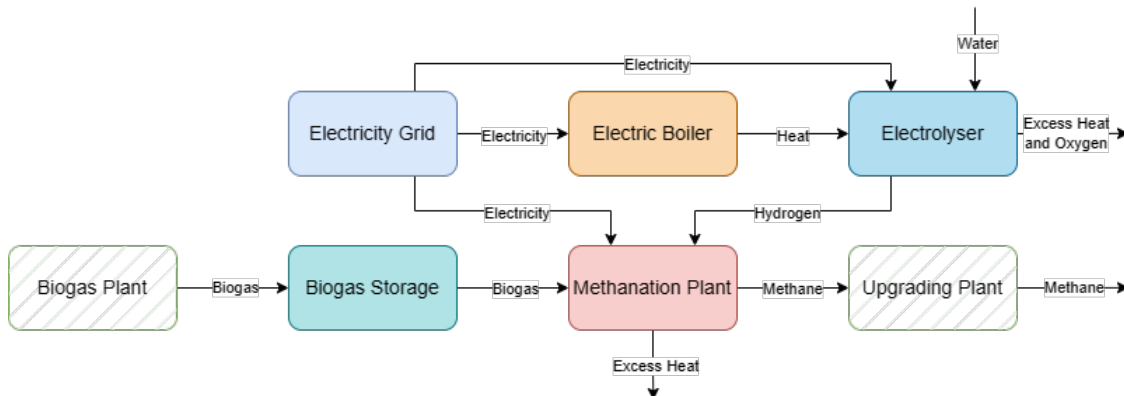 Water
Electricity
Electricity Grid
Electricity
Electric Boiler
Heat
Electrolyser
Excess Heat
and Oxygen
Electricity
Hydrogen
Biogas Plant
Biogas
Biogas Storage
Biogas
Methanation Plant
Methane
Upgrading Plant
Methane
Excess Heat